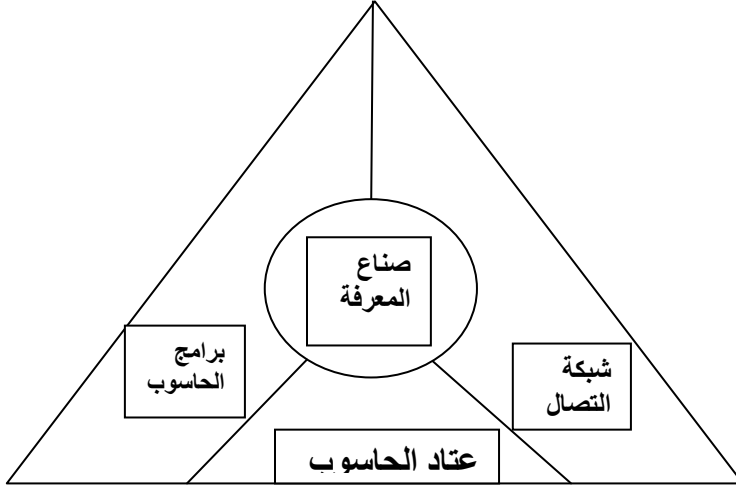 صناع
المعرفة
برامج
الحاسوب
شبكة
التصال
عتاد الحاسوب